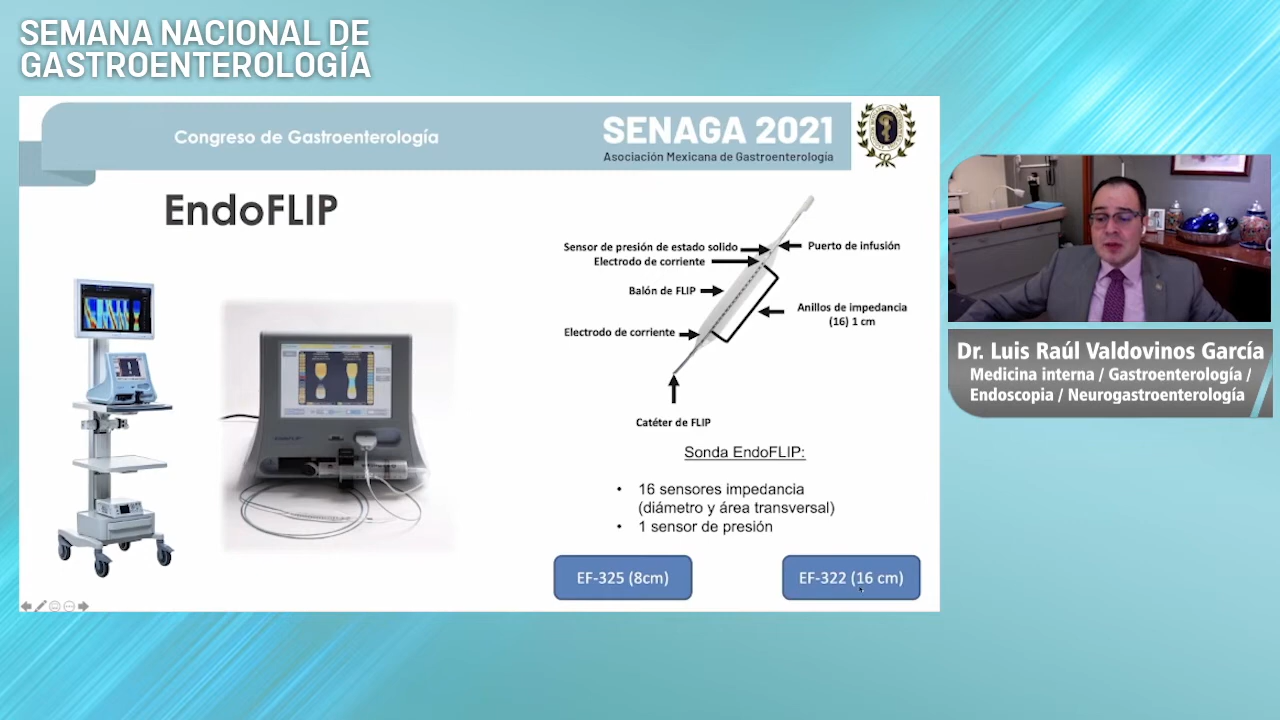 SEMANA NACIONAL DE
GASTROENTEROLOGÍA
Congreso de Gastroenterología
SENAGA 2021
Asociación Mexicana de Gastroenterología
EndoFLIP
Sensor de presión de estado solido
Puerto de infusión
Electrodo de corriente
Balón de FLIP
Anillos de impedancia
(16) 1 cm
Electrodo de corriente
Catéter de FLIP
Sonda EndoFLIP:
• 16 sensores impedancia
(diámetro y área transversal)
• 1 sensor de presión
EF-325 (8cm)
EF-322 (16 cm)
Dr. Luis Raúl Valdovinos García
Medicina interna / Gastroenterología /
Endoscopia / Neurogastroenterología